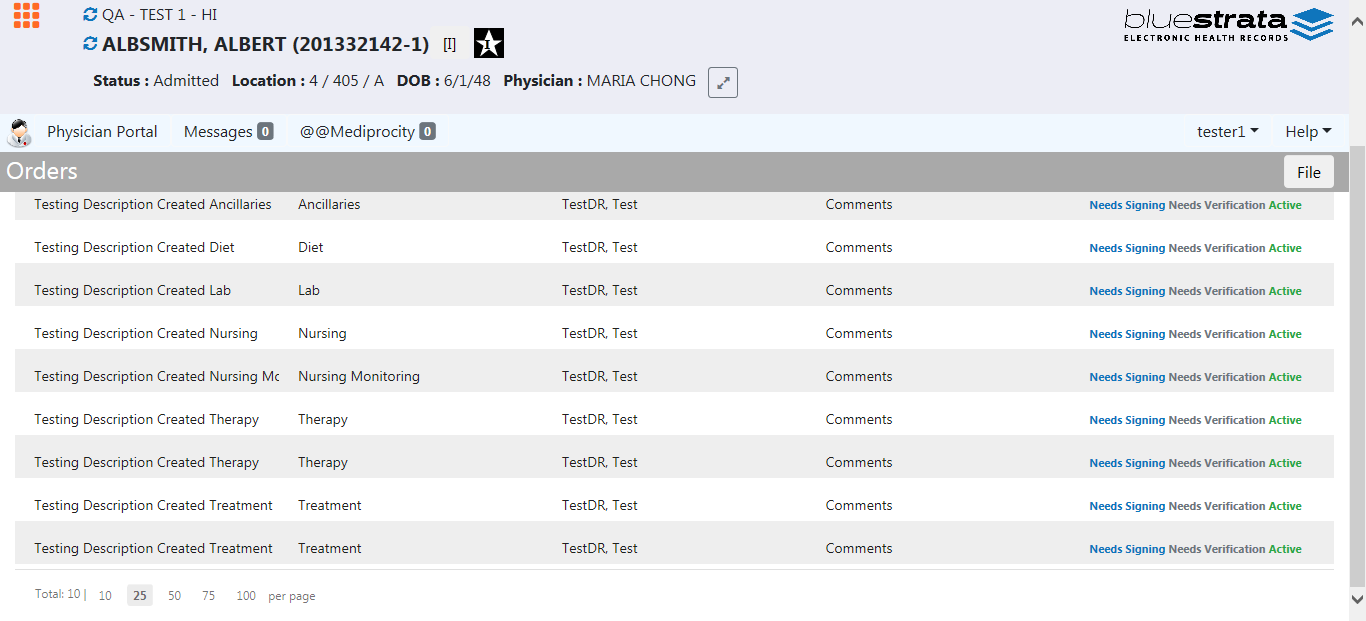 QA - TEST 1 - HI
ALBSMITH, ALBERT (201332142-1) [I]
Status : Admitted Location : 4 / 405 / A DOB : 6/1/48 Physician : MARIA CHONG
bluestrata
ELECTRONIC HEALTH RECORDS
Physician Portal Messages 0 @@Mediprocity 0 tester1 Help
Orders File
Testing Description Created Ancillaries Ancillaries TestDR, Test Comments Needs Signing Needs Verification Active
Testing Description Created Diet Diet TestDR, Test Comments Needs Signing Needs Verification Active
Testing Description Created Lab Lab TestDR, Test Comments Needs Signing Needs Verification Active
Testing Description Created Nursing Nursing TestDR, Test Comments Needs Signing Needs Verification Active
Testing Description Created Nursing Mc Nursing Monitoring TestDR, Test Comments Needs Signing Needs Verification Active
Testing Description Created Therapy Therapy TestDR, Test Comments Needs Signing Needs Verification Active
Testing Description Created Therapy Therapy TestDR, Test Comments Needs Signing Needs Verification Active
Testing Description Created Treatment Treatment TestDR, Test Comments Needs Signing Needs Verification Active
Testing Description Created Treatment Treatment TestDR, Test Comments Needs Signing Needs Verification Active
Total: 10 | 10 25 50 75 100 per page